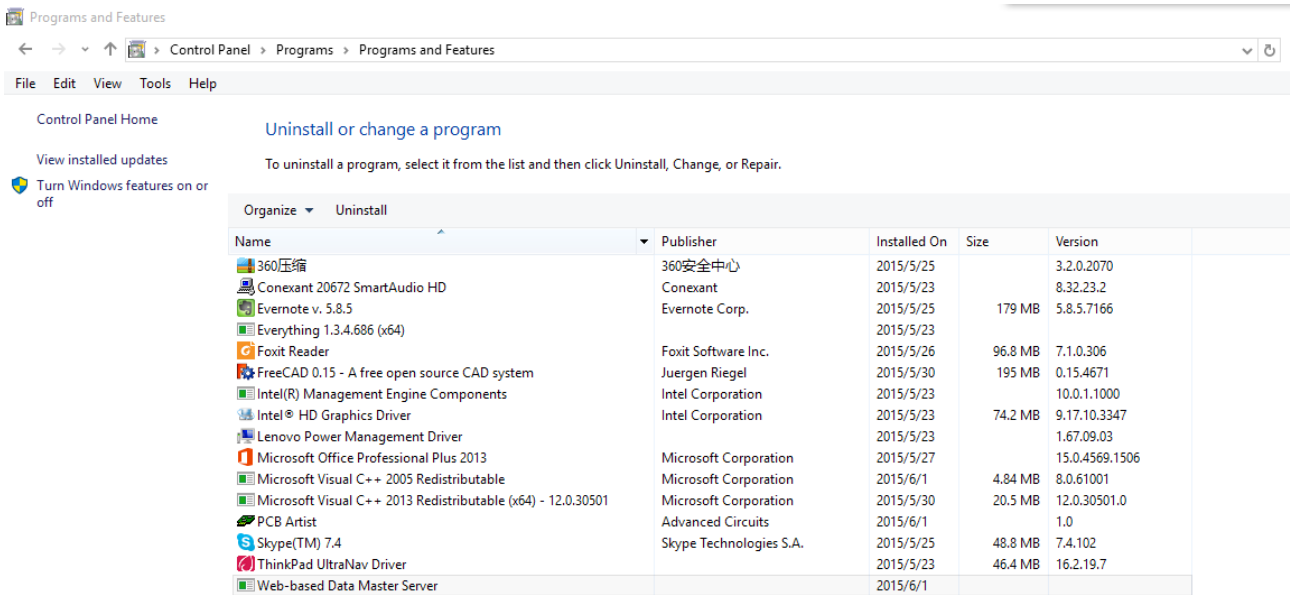 Programs and Features
Control Panel > Programs > Programs and Features
File Edit View Tools Help
Control Panel Home
View installed updates
Turn Windows features on or
off
Uninstall or change a program
To uninstall a program, select it from the list and then click Uninstall, Change, or Repair.
Organize Uninstall
Name Publisher Installed On Size Version
360压缩 360安全中心 2015/5/25 3.2.0.2070
Conexant 20672 SmartAudio HD Conexant 2015/5/23 8.32.23.2
Evernote v. 5.8.5 Evernote Corp. 2015/5/25 179 MB 5.8.5.7166
Everything 1.3.4.686 (x64) 2015/5/23
Foxit Reader Foxit Software Inc. 2015/5/26 96.8 MB 7.1.0.306
FreeCAD 0.15 - A free open source CAD system Juergen Riegel 2015/5/30 195 MB 0.15.4671
Intel(R) Management Engine Components Intel Corporation 2015/5/23 10.0.1.1000
Intel® HD Graphics Driver Intel Corporation 2015/5/23 74.2 MB 9.17.10.3347
Lenovo Power Management Driver 2015/5/23 1.67.09.03
Microsoft Office Professional Plus 2013 Microsoft Corporation 2015/5/27 15.0.4569.1506
Microsoft Visual C++ 2005 Redistributable Microsoft Corporation 2015/6/1 4.84 MB 8.0.61001
Microsoft Visual C++ 2013 Redistributable (x64) - 12.0.30501 Microsoft Corporation 2015/5/30 20.5 MB 12.0.30501.0
PCB Artist Advanced Circuits 2015/6/1 1.0
Skype(TM) 7.4 Skype Technologies S.A. 2015/5/25 48.8 MB 7.4.102
ThinkPad UltraNav Driver 2015/5/23 46.4 MB 16.2.19.7
Web-based Data Master Server 2015/6/1